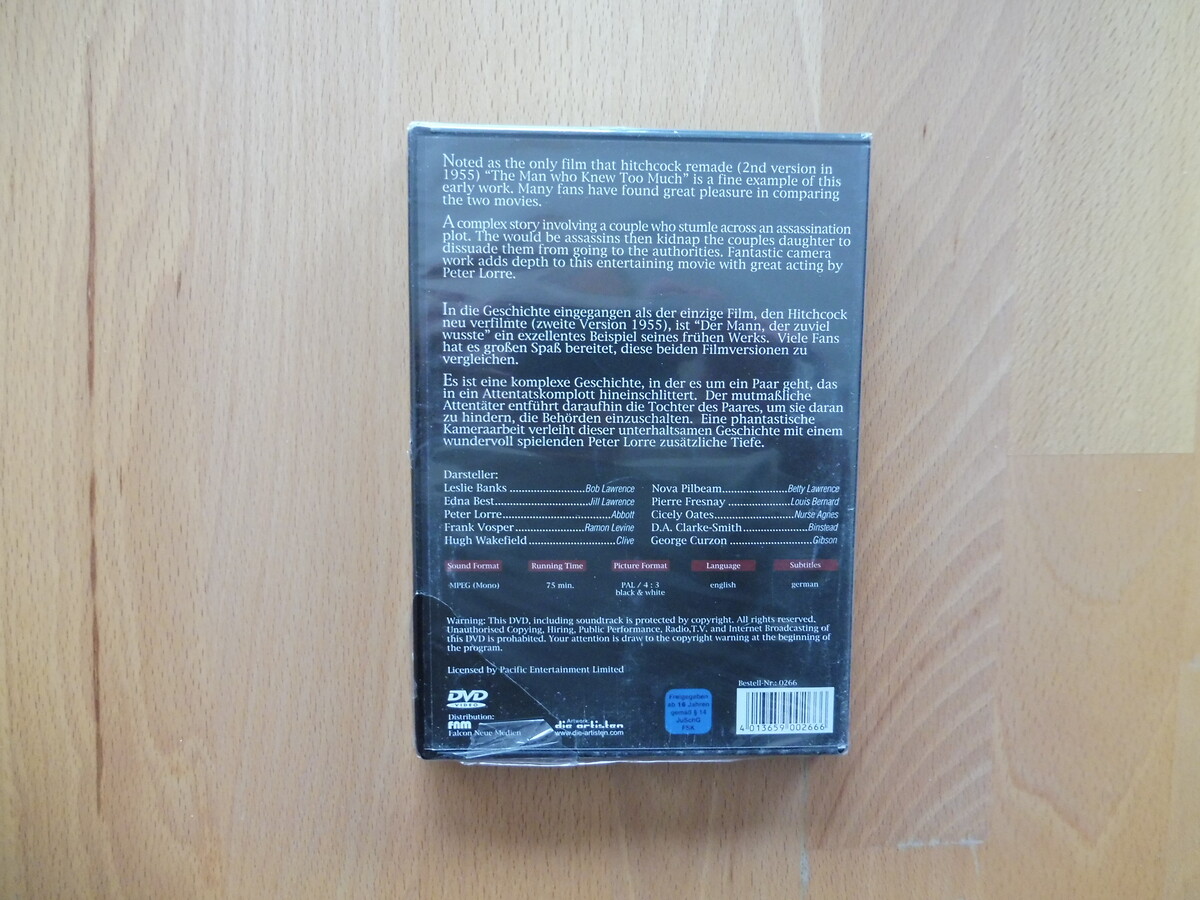 Noted as the only film that hitchcock remade (2nd version in
1955) “The Man who Knew Too Much” is a fine example of this
early work. Many fans have found great pleasure in comparing
the two movies.
A complex story involving a couple who stumle across an assassination
plot. The would be assassins then kidnap the couples daughter to
dissuade them from going to the authorities. Fantastic camera
work adds depth to this entertaining movie with great acting by
Peter Lorre.
In die Geschichte eingegangen als der einzige Film, den Hitchcock
neu verfilmte (zweite Version 1955), ist “Der Mann, der zuviel
wusste” ein exzellentes Beispiel seines frühen Werks. Viele Fans
hat es großen Spaß bereitet, diese beiden Filmversionen zu
vergleichen.
Es ist eine komplexe Geschichte, in der es um ein Paar geht, das
in ein Attentatskomplott hineinschlittert. Der mutmaßliche
Attentäter entführt daraufhin die Tochter des Paares, um sie daran
zu hindern, die Behörden einzuschalten. Eine phantastische
Kameraarbeit verleiht dieser unterhaltsamen Geschichte mit einem
wundervoll spielenden Peter Lorre zusätzliche Tiefe.
Darsteller:
Leslie Banks ........................Bob Lawrence
Edna Best..............................Jill Lawrence
Peter Lorre...................................Abbott
Frank Vosper......................Ramon Levine
Hugh Wakefield............................Clive
Nova Pilbeam.....................Betty Lawrence
Pierre Fresnay ......................Louis Bernard
Cicely Oates...........................Nurse Agnes
D.A. Clarke-Smith.....................Binstead
George Curzon ..........................Gibson
Sound Format Running Time Picture Format Language Subtitles
MPEG (Mono) 75 min. PAL / 4 : 3 english german
black & white
Warning: This DVD, including soundtrack is protected by copyright. All rights reserved.
Unauthorised Copying, Hiring, Public Performance, Radio,T.V. and Internet Broadcasting of
this DVD is prohabited. Your attention is draw to the copyright warning at the beginning of
the program.
Licensed by Pacific Entertainment Limited
DVD
VIDEO
Distribution:
FNM
Falcon Neue Medien
Artwork
die artisten
www.die-artisten.com
Freigegeben
ab 16 Jahren
gemäß § 14
JuSchG
FSK
Bestell-Nr.: 0266
4 013659 002666